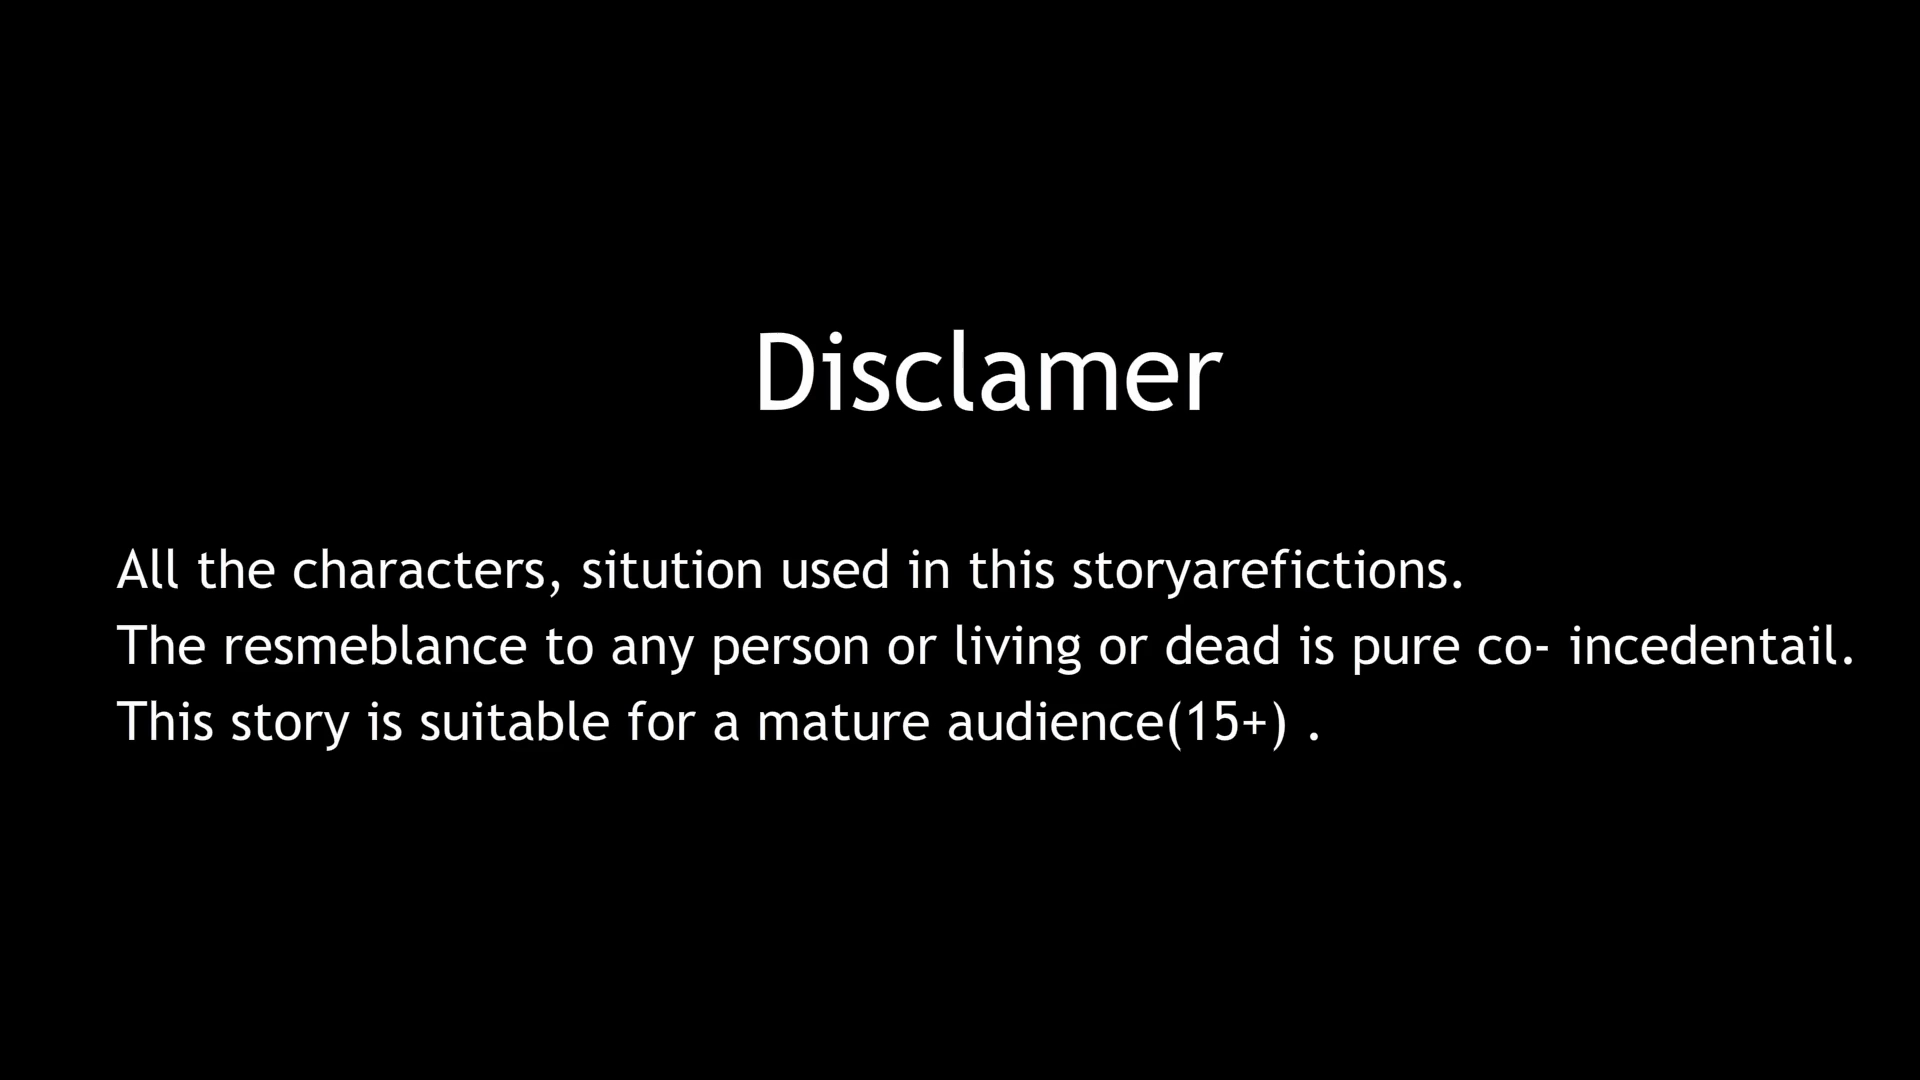 Disclamer
All the characters, sitution used in this storyarefictions.
The resmeblance to any person or living or dead is pure co- incedentail.
This story is suitable for a mature audience(15+) .